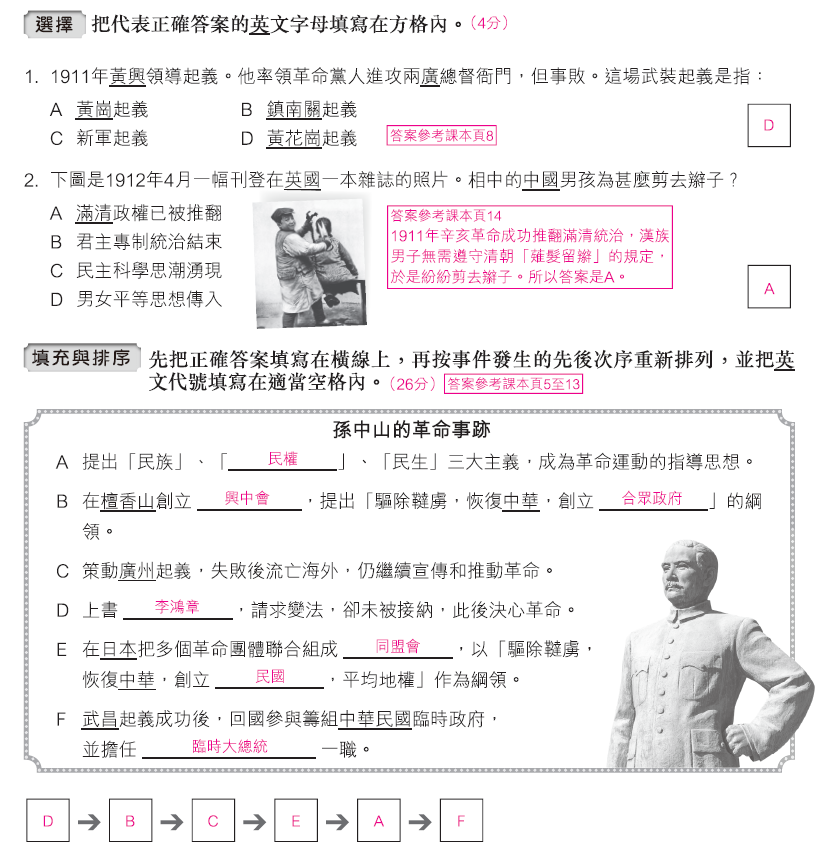 選擇 把代表正確答案的英文字母填寫在方格內。(4分)
1. 1911年黃興領導起義。他率領革命黨人進攻兩廣總督衙門，但事敗。這場武裝起義是指：
A 黃崗起義 B 鎮南關起義
C 新軍起義 D 黃花崗起義 答案參考課本頁8
D
2. 下圖是1912年4月一幅刊登在英國一本雜誌的照片。相中的中國男孩為甚麼剪去辮子？
A 滿清政權已被推翻
B 君主專制統治結束
C 民主科學思潮湧現
D 男女平等思想傳入
答案參考課本頁14
1911年辛亥革命成功推翻滿清統治，漢族
男子無需遵守清朝「薙髮留辮」的規定，
於是紛紛剪去辮子。所以答案是A。
A
填充與排序 先把正確答案填寫在橫線上，再按事件發生的先後次序重新排列，並把英
文代號填寫在適當空格內。(26分) 答案參考課本頁5至13
孫中山的革命事跡
A 提出「民族」、「民權」、「民生」三大主義，成為革命運動的指導思想。
B 在檀香山創立 興中會，提出「驅除韃虜，恢復中華，創立 合眾政府」的綱
領。
C 策動廣州起義，失敗後流亡海外，仍繼續宣傳和推動革命。
D 上書 李鴻章，請求變法，卻未被接納，此後決心革命。
E 在日本把多個革命團體聯合組成 同盟會，以「驅除韃虜，
恢復中華，創立 民國，平均地權」作為綱領。
F 武昌起義成功後，回國參與籌組中華民國臨時政府，
並擔任 臨時大總統 一職。
D ➔ B ➔ C ➔ E ➔ A ➔ F